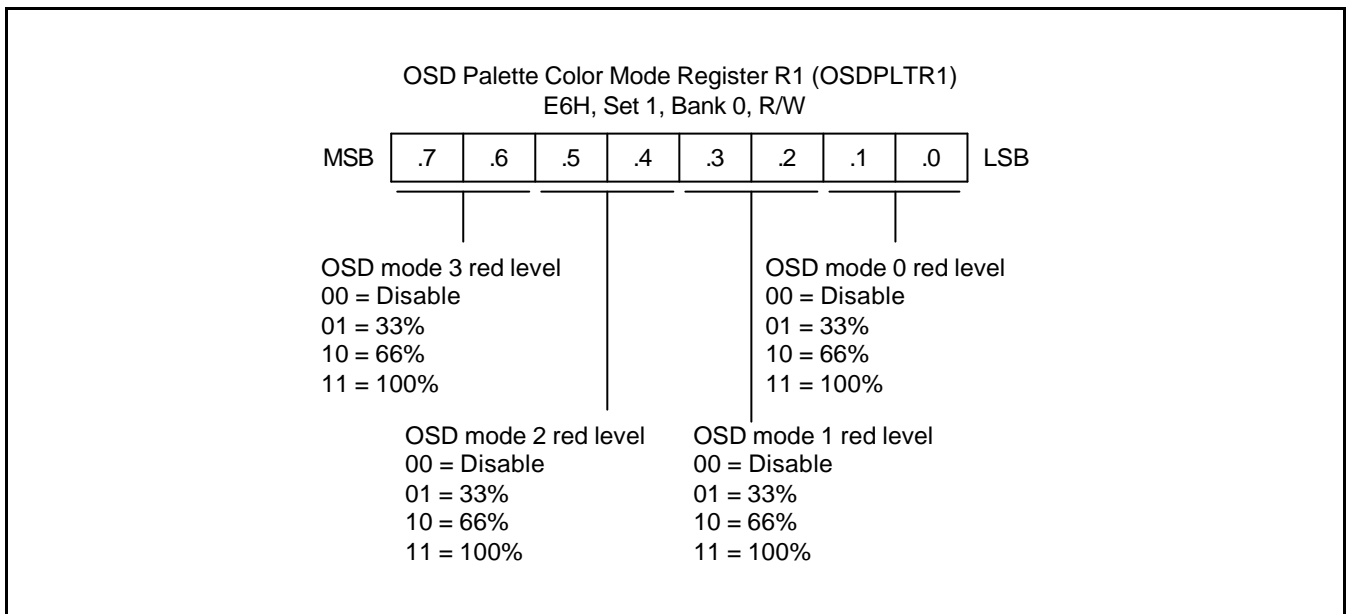 OSD Palette Color Mode Register R1 (OSDPLTR1)
E6H, Set 1, Bank 0, R/W
MSB .7 .6 .5 .4 .3 .2 .1 .0 LSB
OSD mode 3 red level
00 = Disable
01 = 33%
10 = 66%
11 = 100%
OSD mode 0 red level
00 = Disable
01 = 33%
10 = 66%
11 = 100%
OSD mode 2 red level
00 = Disable
01 = 33%
10 = 66%
11 = 100%
OSD mode 1 red level
00 = Disable
01 = 33%
10 = 66%
11 = 100%